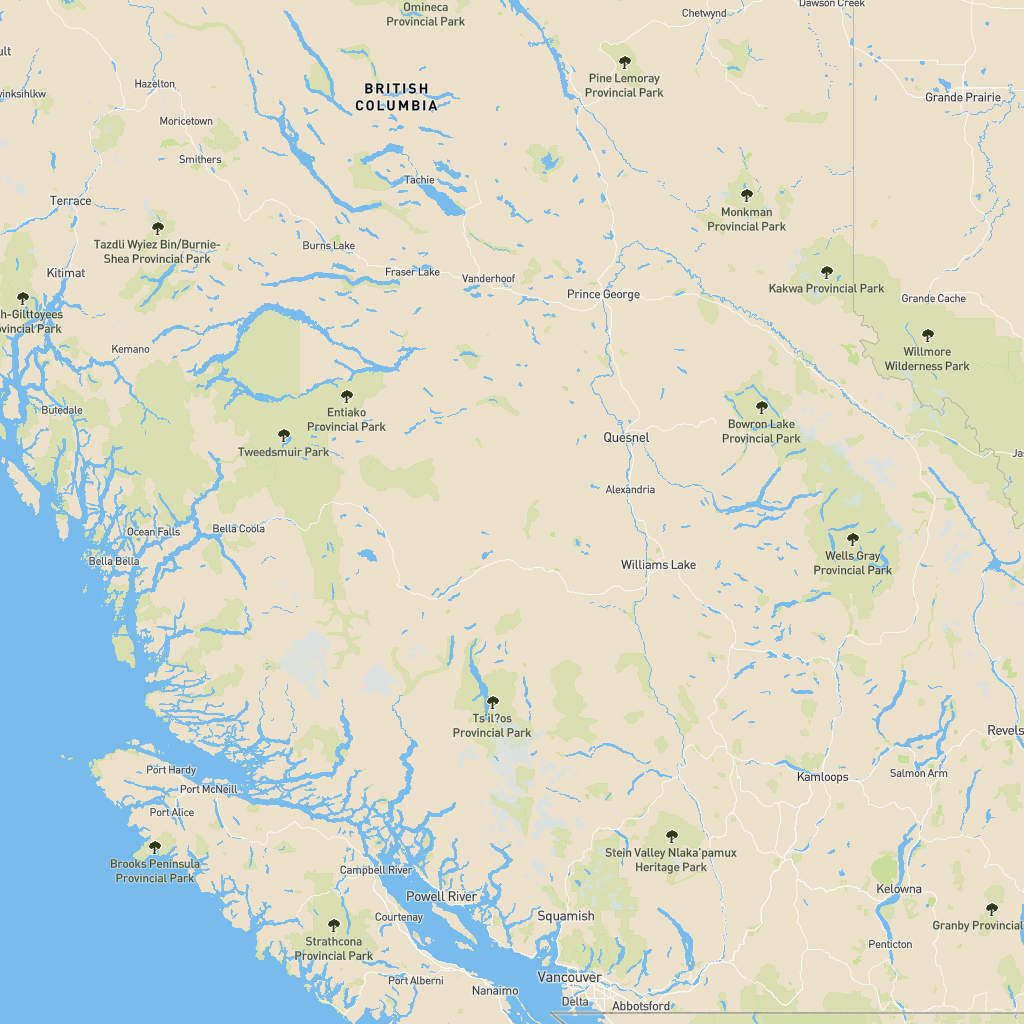 Omineca
Provincial Park
Chetwynd
Dawson Creek
Pine Lemoray
Provincial Park
Hazelton
BRITISH
COLUMBIA
Grande Prairie
Moricetown
Smithers
Tachie
Terrace
Monkman
Provincial Park
Tazdli Wyiez Bin/Burnie-
Shea Provincial Park
Burns Lake
Kitimat
Fraser Lake
Vanderhoof
Prince George
Kakwa Provincial Park
Grande Cache
h-Gilttoyees
ovincial Park
Kemano
Willmore
Wilderness Park
Butedale
Entiako
Provincial Park
Tweedsmuir Park
Bowron Lake
Provincial Park
Quesnel
Alexandria
Bella Coola
Ocean Falls
Bella Bella
Williams Lake
Wells Gray
Provincial Park
Ts'il?os
Provincial Park
Revels
Port Hardy
Port McNeill
Kamloops
Salmon Arm
Port Alice
Brooks Peninsula
Provincial Park
Stein Valley Nlaka'pamux
Heritage Park
Campbell River
Powell River
Kelowna
Courtenay
Squamish
Granby Provincial
Strathcona
Provincial Park
Penticton
Port Alberni
Nanaimo
Vancouver
Delta
Abbotsford